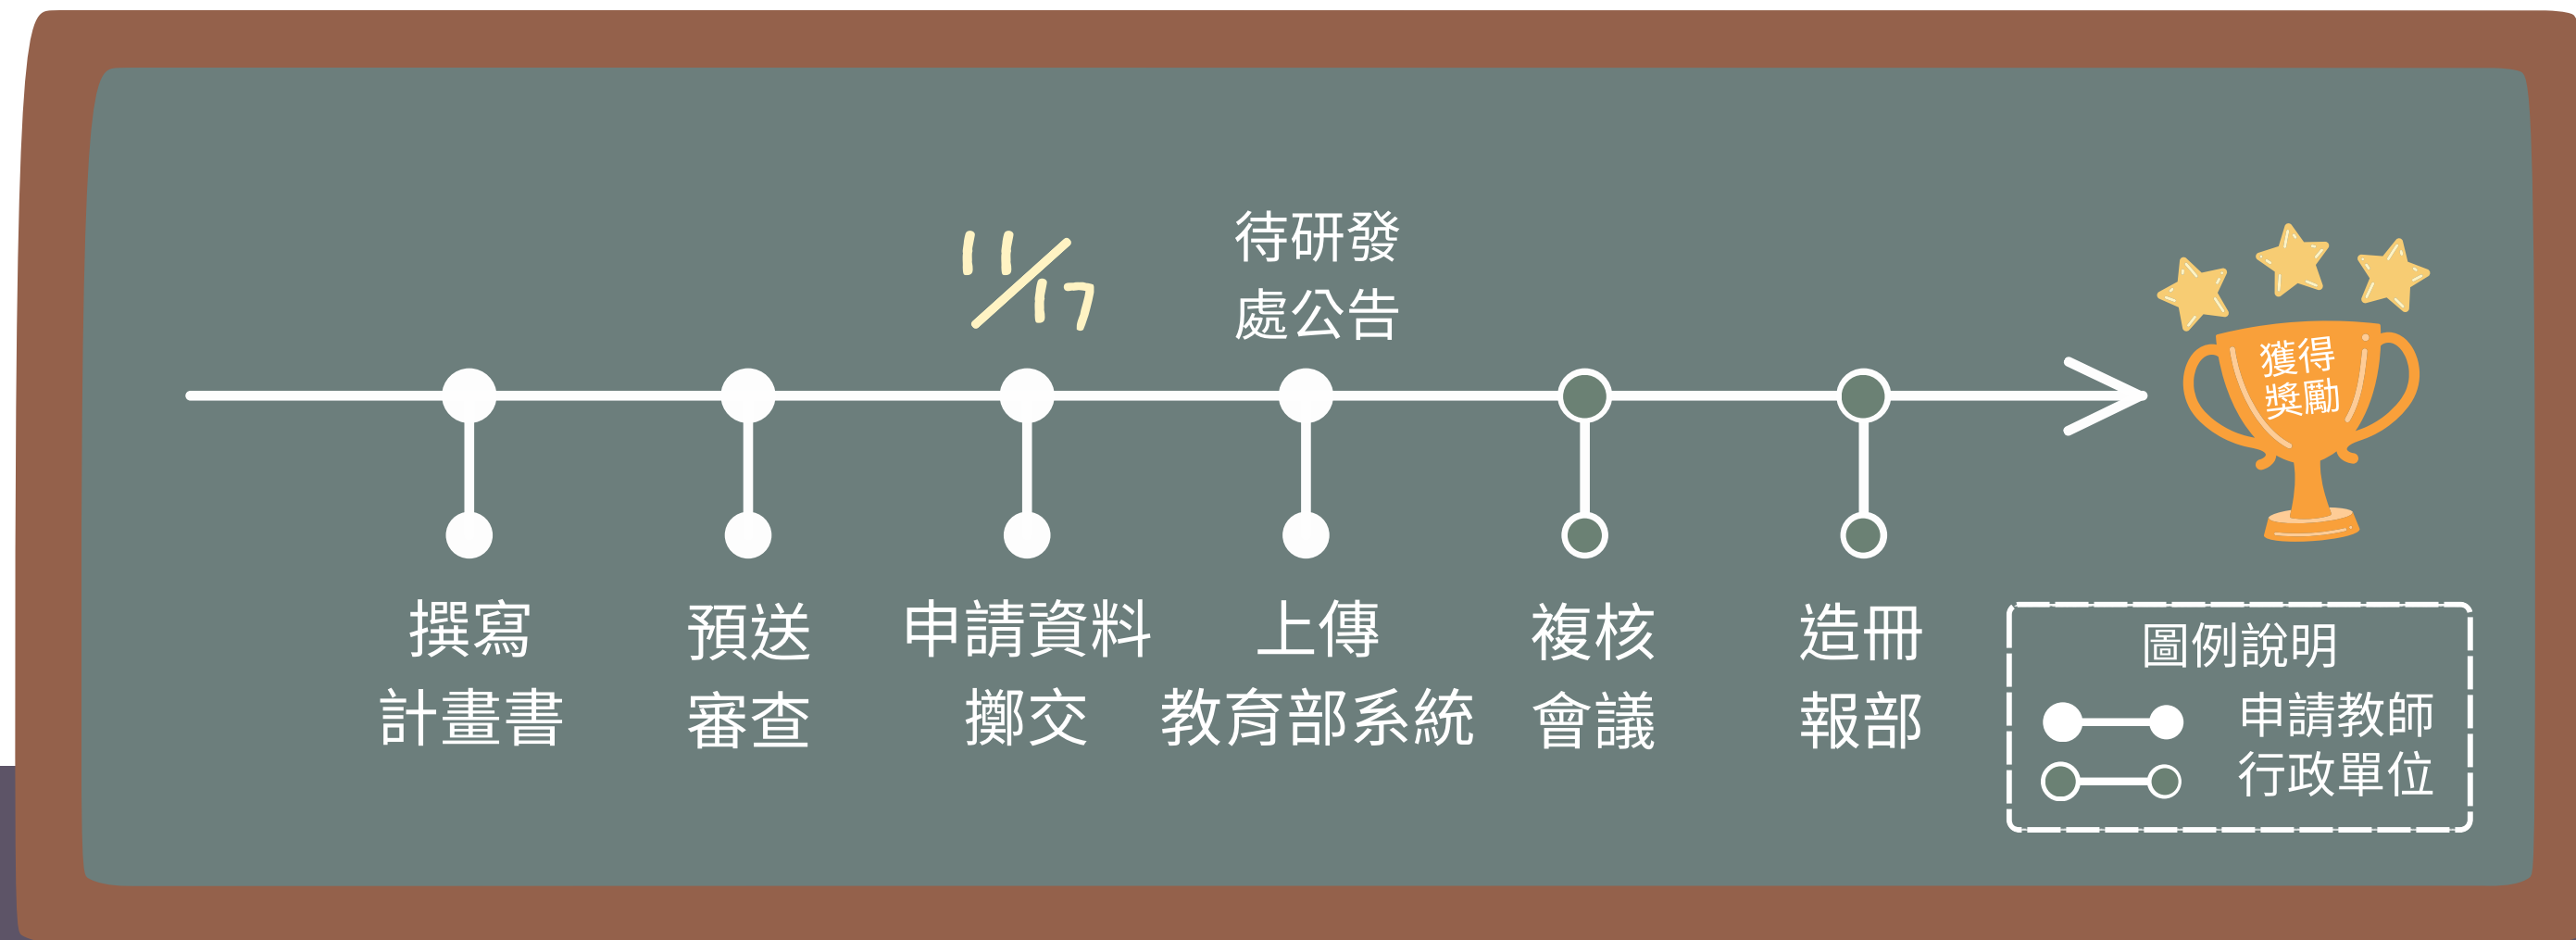 11/17
待研發
處公告
獲得
獎勵
撰寫
計畫書
預送
審查
申請資料
擲交
上傳
教育部系統
複核
會議
造冊
報部
圖例說明
申請教師
行政單位